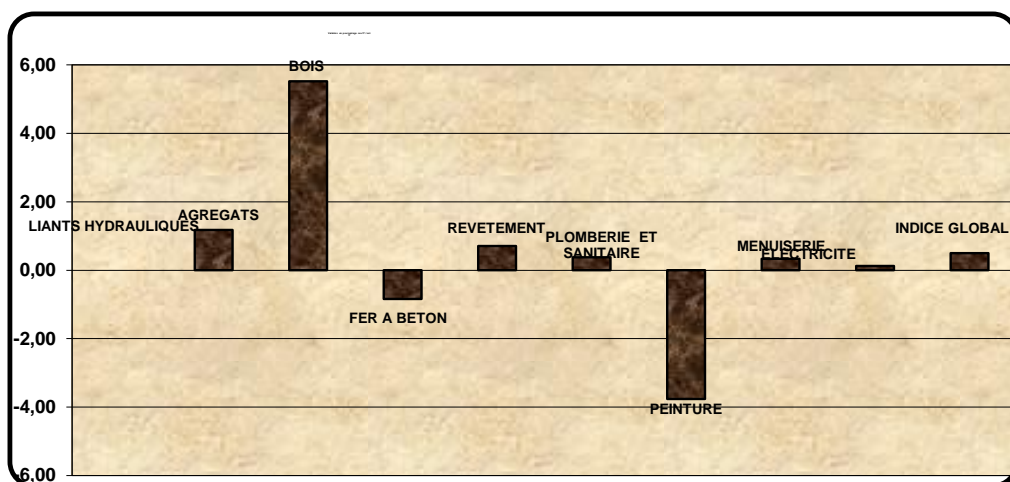 6,00
BOIS
4,00
2,00
AGREGATS
LIANTS HYDRAULIQUES
REVETEMENT
INDICE GLOBAL
PLOMBERIE ET
SANITAIRE
MENUISERIE
ELECTRICITE
0,00
FER A BETON
-2,00
-4,00
PEINTURE
-6,00